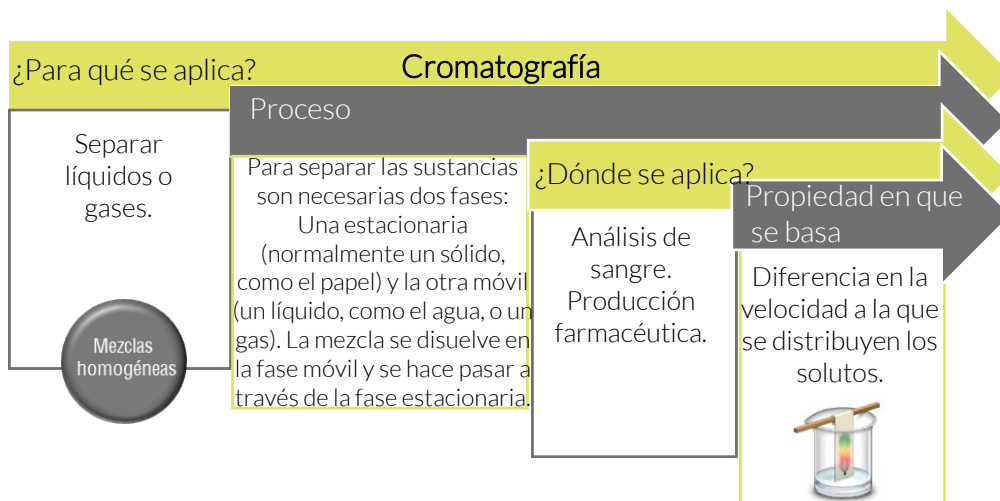 Cromatografía
¿Para qué se aplica?
Separar
líquidos o
gases.
Mezclas
homogéneas
Proceso
Para separar las sustancias
son necesarias dos fases:
Una estacionaria
(normalmente un sólido,
como el papel) y la otra móvil
(un líquido, como el agua, o un
gas). La mezcla se disuelve en
la fase móvil y se hace pasar a
través de la fase estacionaria.
¿Dónde se aplica?
Análisis de
sangre.
Producción
farmacéutica.
Propiedad en que
se basa
Diferencia en la
velocidad a la que
se distribuyen los
solutos.